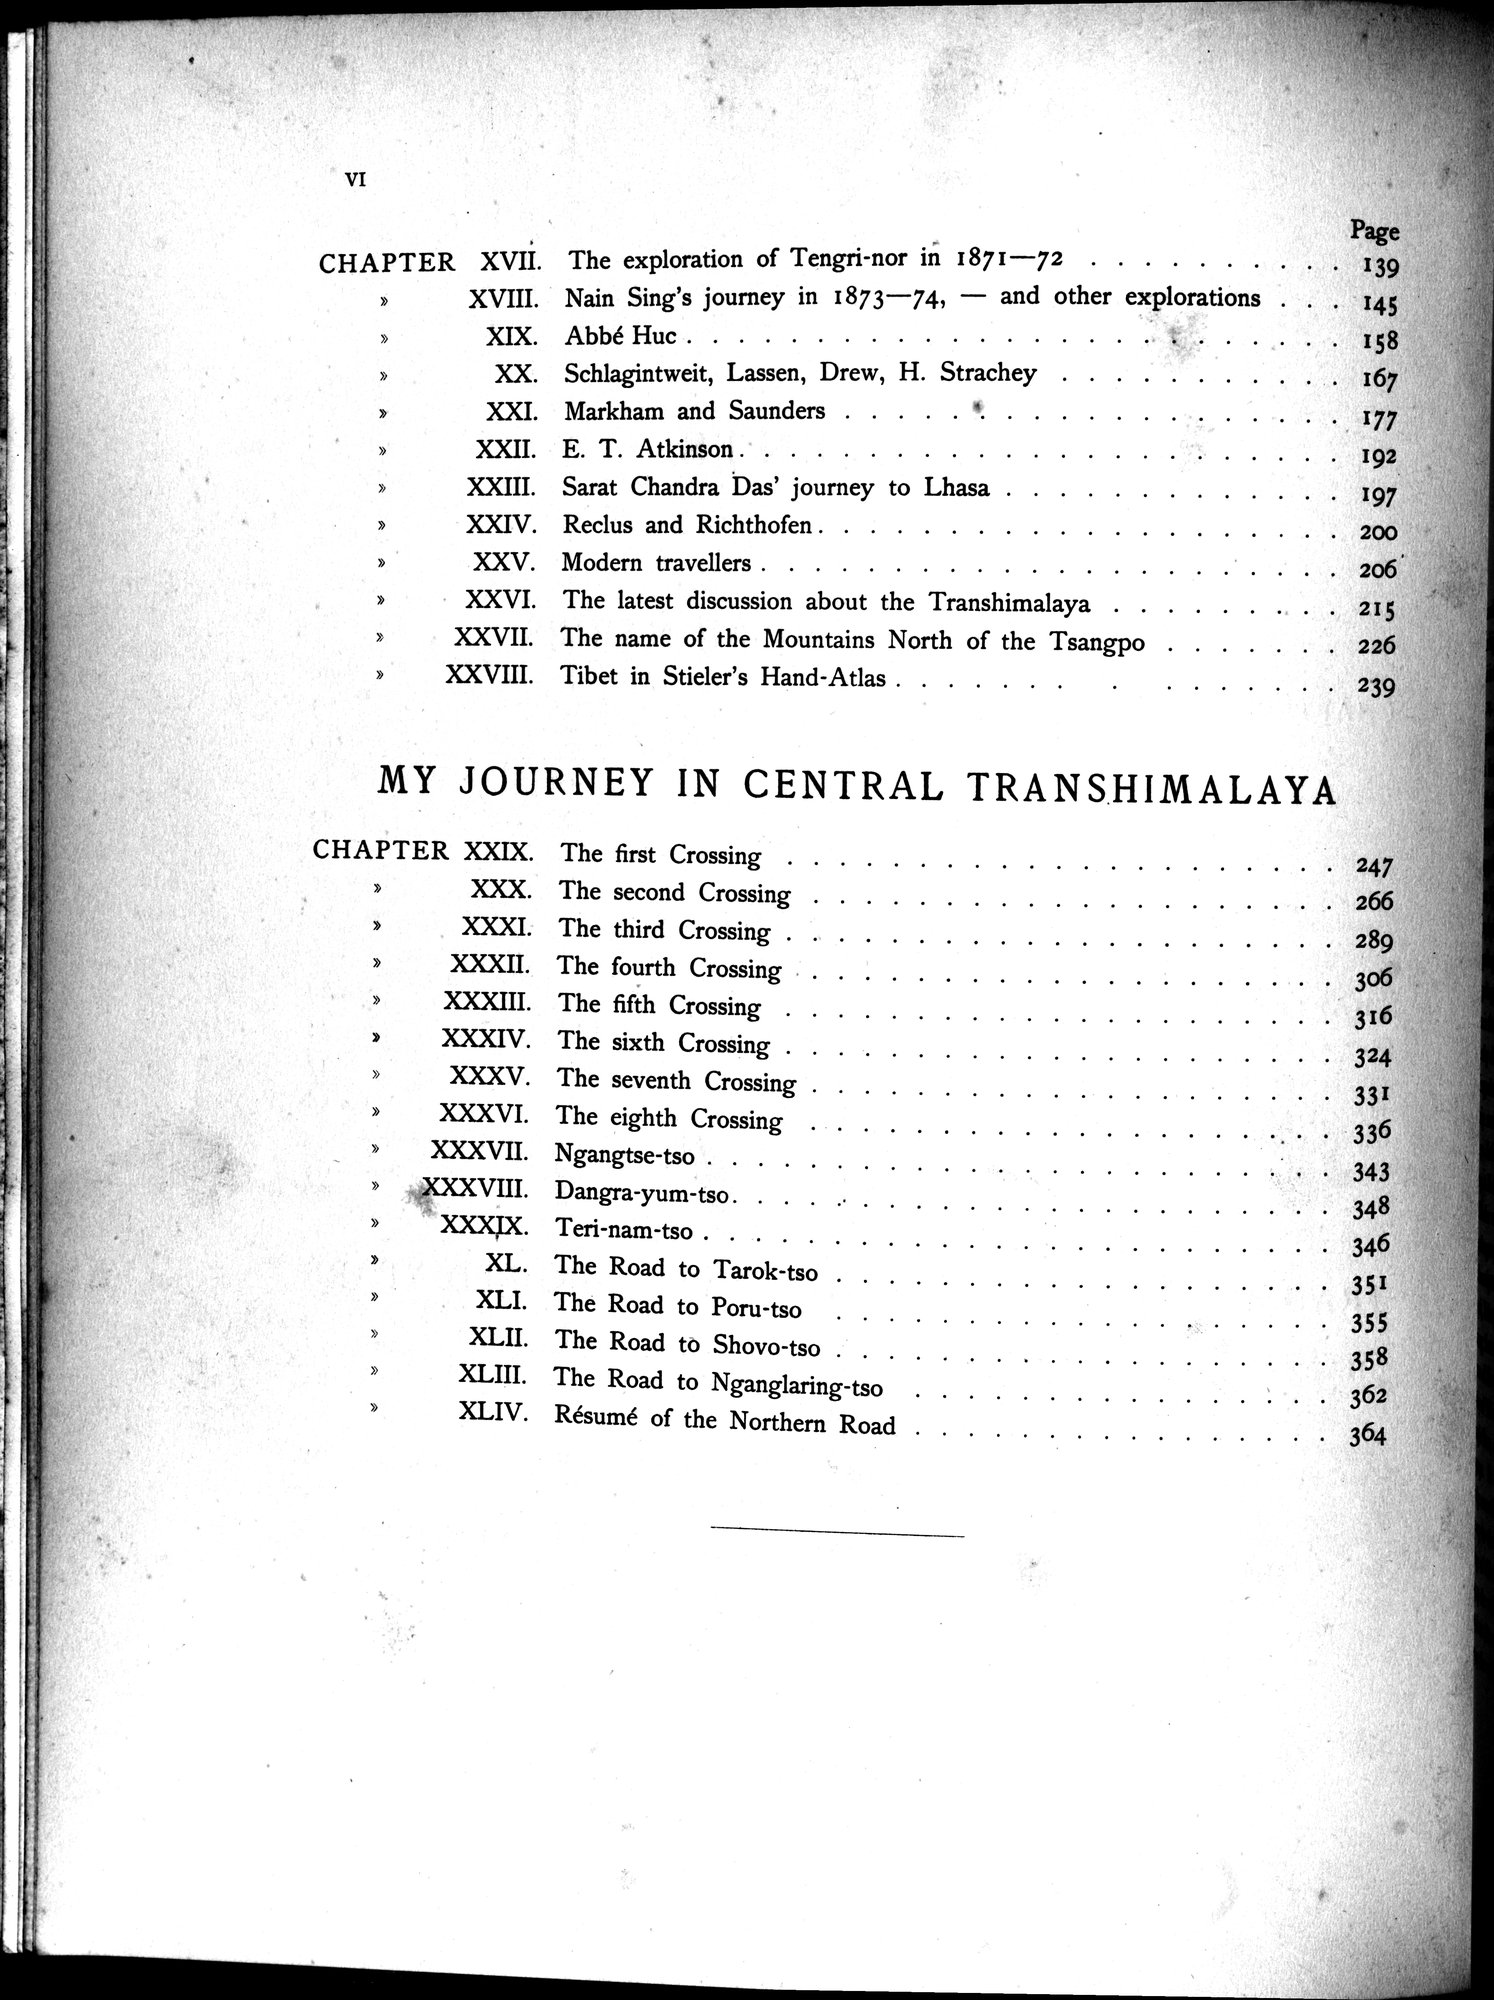 VI
Page
CHAPTER XVII. The exploration of Tengri-nor in 1871—72 . . . . . . . . . . 139
» XVIII. Nain Sing's journey in 1873—74, — and other explorations . . . 145
» XIX. Abbé Huc . . . . . . . . . . . . . . . . . . . . . . . . . 158
» XX. Schlagintweit, Lassen, Drew, H. Strachey . . . . . . . . . . . 167
» XXI. Markham and Saunders . . . . . . . . . . . . . . . . . . . 177
» XXII. E. T. Atkinson . . . . . . . . . . . . . . . . . . . . . . . 192
» XXIII. Sarat Chandra Das' journey to Lhasa . . . . . . . . . . . . . 197
» XXIV. Reclus and Richthofen . . . . . . . . . . . . . . . . . . . . 200
» XXV. Modern travellers . . . . . . . . . . . . . . . . . . . . . . 206
» XXVI. The latest discussion about the Transhimalaya . . . . . . . . . 215
» XXVII. The name of the Mountains North of the Tsangpo . . . . . . . 226
» XXVIII. Tibet in Stieler's Hand-Atlas . . . . . . . . . . . . . . . 239
MY JOURNEY IN CENTRAL TRANSHIMALAYA
CHAPTER XXIX. The first Crossing . . . . . . . . . . . . . . . . . . . . . 247
» XXX. The second Crossing . . . . . . . . . . . . . . . . . . . . 266
» XXXI. The third Crossing . . . . . . . . . . . . . . . . . . . . . 289
» XXXII. The fourth Crossing . . . . . . . . . . . . . . . . . . . . 306
» XXXIII. The fifth Crossing . . . . . . . . . . . . . . . . . . . . . 316
» XXXIV. The sixth Crossing . . . . . . . . . . . . . . . . . . . . . 324
» XXXV. The seventh Crossing . . . . . . . . . . . . . . . . . . . . 331
» XXXVI. The eighth Crossing . . . . . . . . . . . . . . . . . . . . 336
» XXXVII. Ngangtse-tso . . . . . . . . . . . . . . . . . . . . . . . . 343
» XXXVIII. Dangra-yum-tso . . . . . . . . . . . . . . . . . . . . . . . 348
» XXXIX. Teri-nam-tso . . . . . . . . . . . . . . . . . . . . . . . . 346
» XL. The Road to Tarok-tso . . . . . . . . . . . . . . . . . . . 351
» XLI. The Road to Poru-tso . . . . . . . . . . . . . . . . . . . 355
» XLII. The Road to Shovo-tso . . . . . . . . . . . . . . . . . . . 358
» XLIII. The Road to Nganglaring-tso . . . . . . . . . . . . . . . . 362
» XLIV. Résumé of the Northern Road . . . . . . . . . . . . . . . . 364